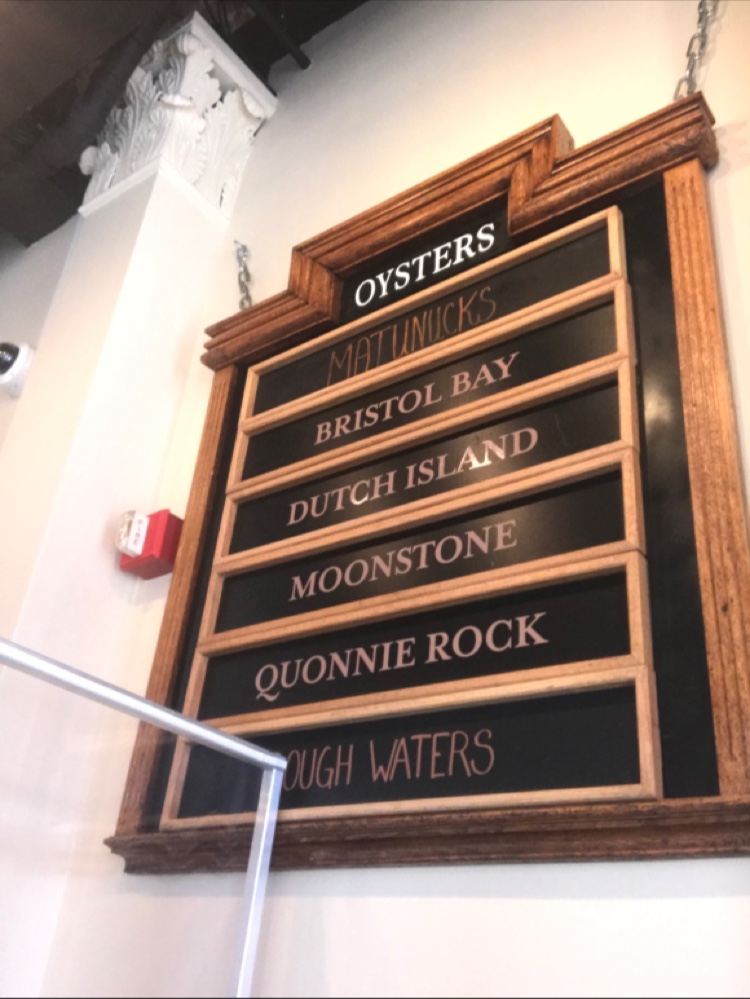 OYSTERS
MATUNUCKS
BRISTOL BAY
DUTCH ISLAND
MOONSTONE
QUONNIE ROCK
OUGH WATERS